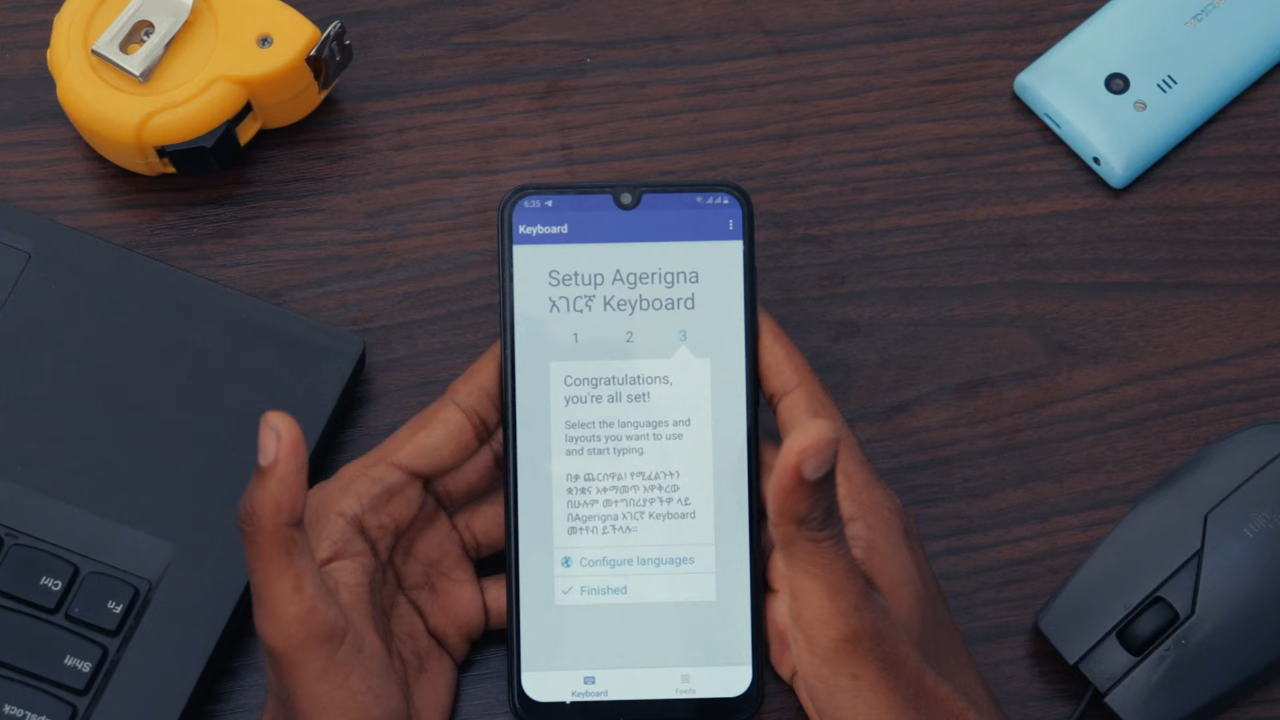 6:35
Keyboard
Setup Agerigna
አገርኛ Keyboard
1 2 3
Congratulations,
you're all set!
Select the languages and
layouts you want to use
and start typing.
በቃ ጨርሰዋል! የሚፈልጉትን
ቋንቋና አቀማመጥ አዋቅረው
በሁሉም መተግበሪያዎችዎ ላይ
በAgerigna አገርኛ Keyboard
መተየብ ይችላሉ።
Configure languages
Finished
Keyboard Feeds
Ctrl
Fn
Shift